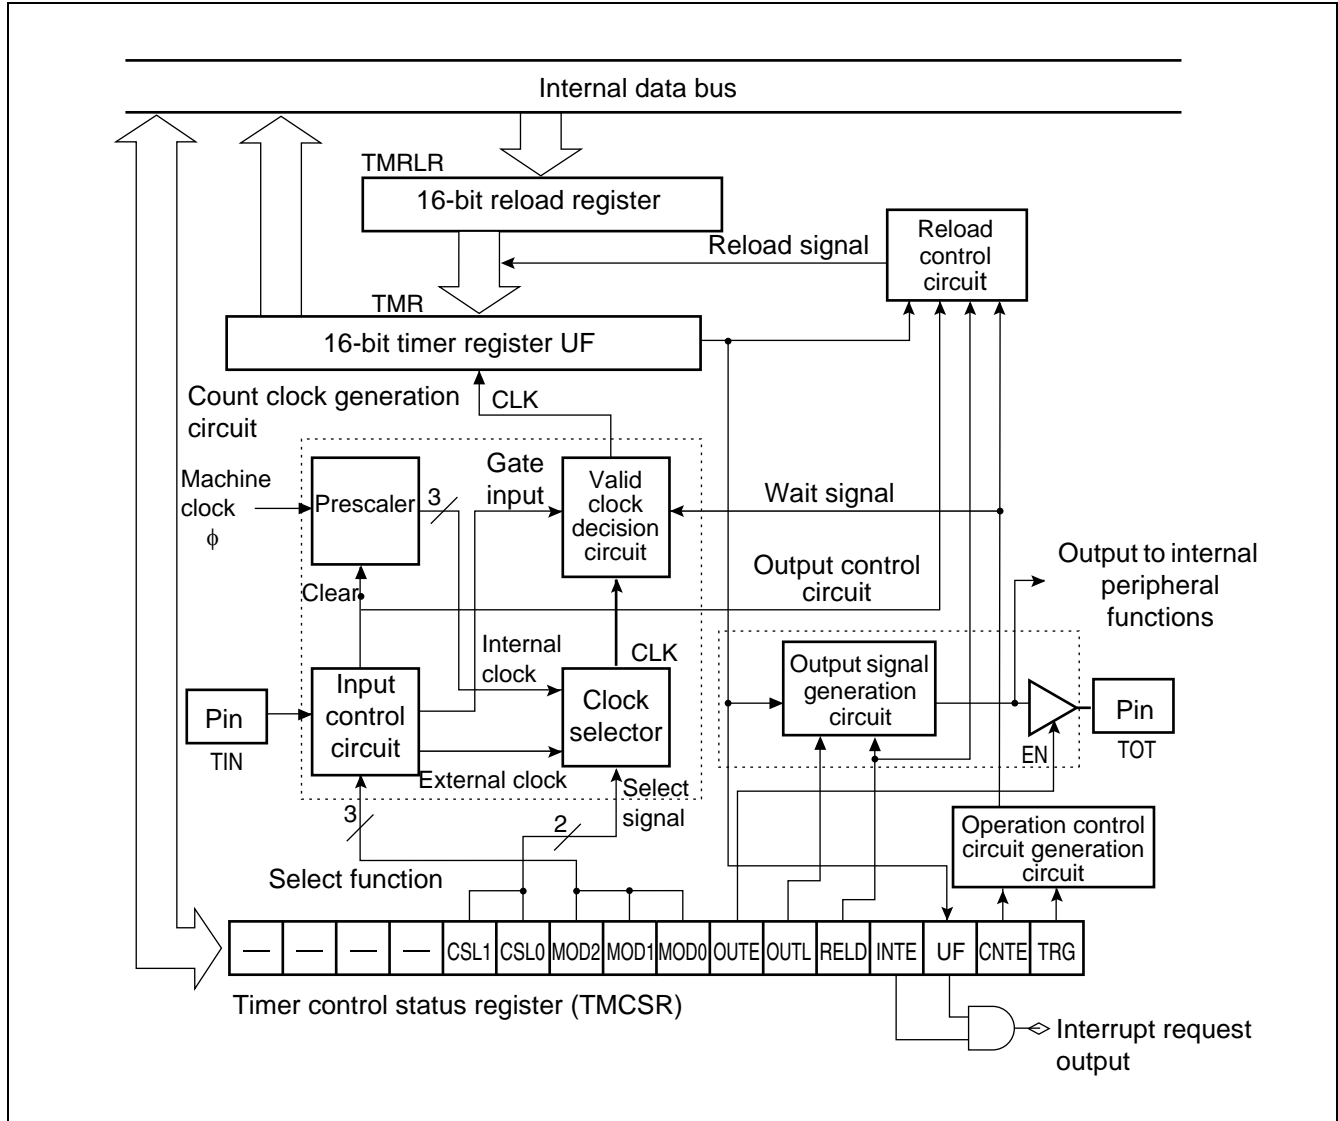 Internal data bus
TMRLR
16-bit reload register
Reload signal
Reload
control
circuit
TMR
16-bit timer register UF
Count clock generation
circuit
CLK
Machine
clock
ϕ
Prescaler
3
Gate
input
Valid
clock
decision
circuit
Wait signal
Clear
Output control
circuit
Output to internal
peripheral
functions
Internal
clock
CLK
Pin
TIN
Input
control
circuit
Clock
selector
External clock
Output signal
generation
circuit
EN
Pin
TOT
Select
signal
3
2
Select function
Operation control
circuit generation
circuit
— — — — CSL1 CSL0 MOD2 MOD1 MOD0 OUTE OUTL RELD INTE UF CNTE TRG
Timer control status register (TMCSR)
Interrupt request
output